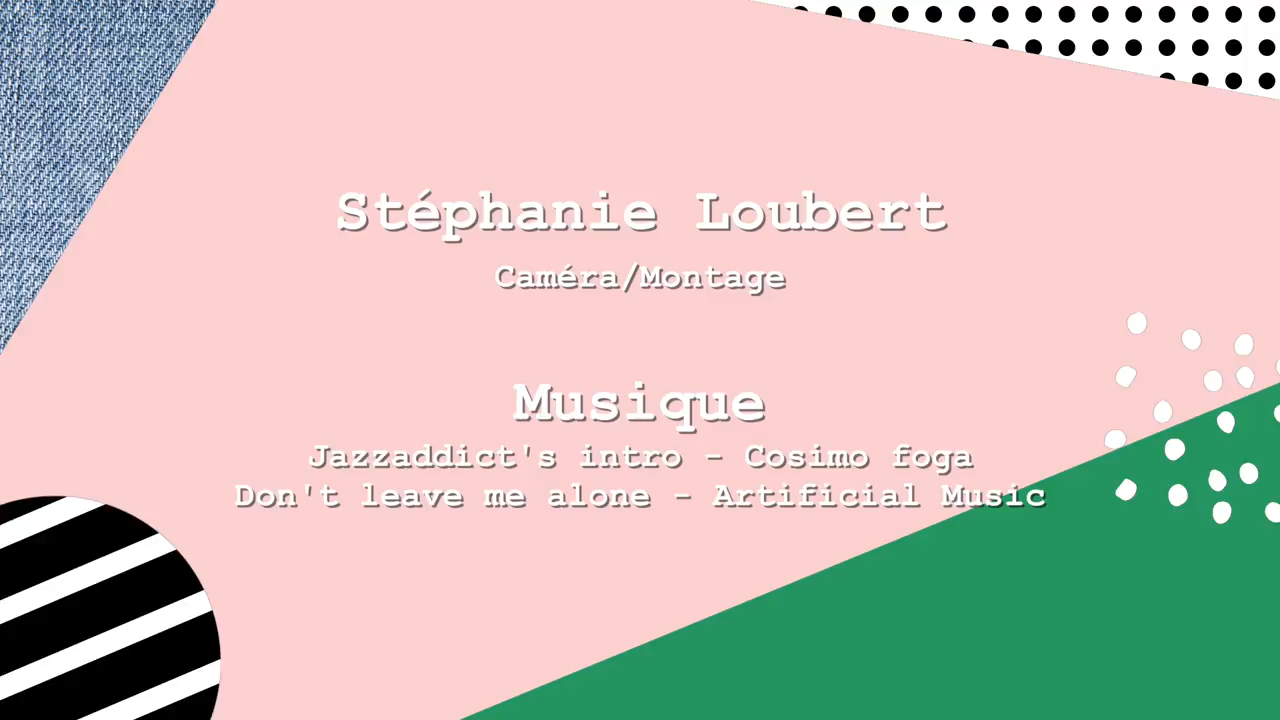 Stéphanie Loubert
Caméra/Montage
Musique
Jazzaddict's intro - Cosimo foga
Don't leave me alone - Artificial Music